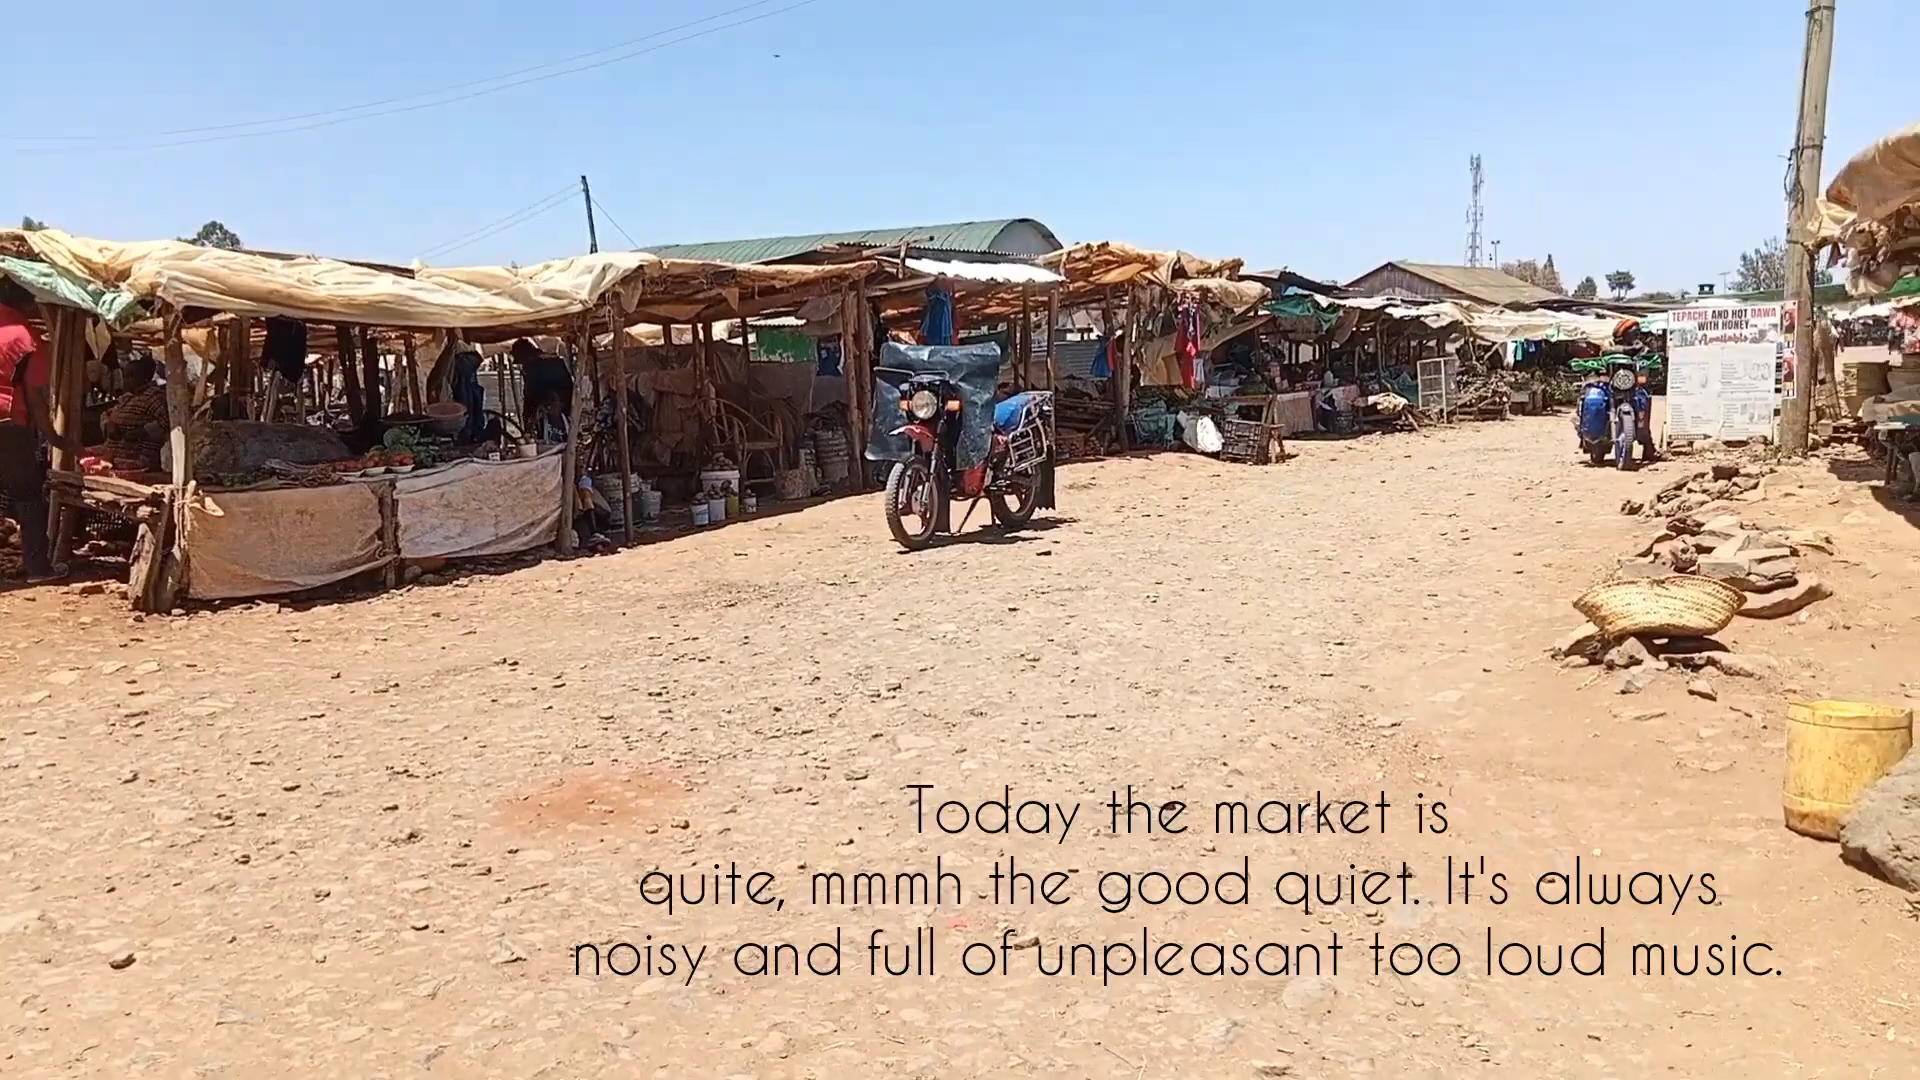 TEPACHE AND HOT DAWA
WITH HONEY
Available
Today the market is
quite, mmmh the good quiet. It's always
noisy and full of unpleasant too loud music.